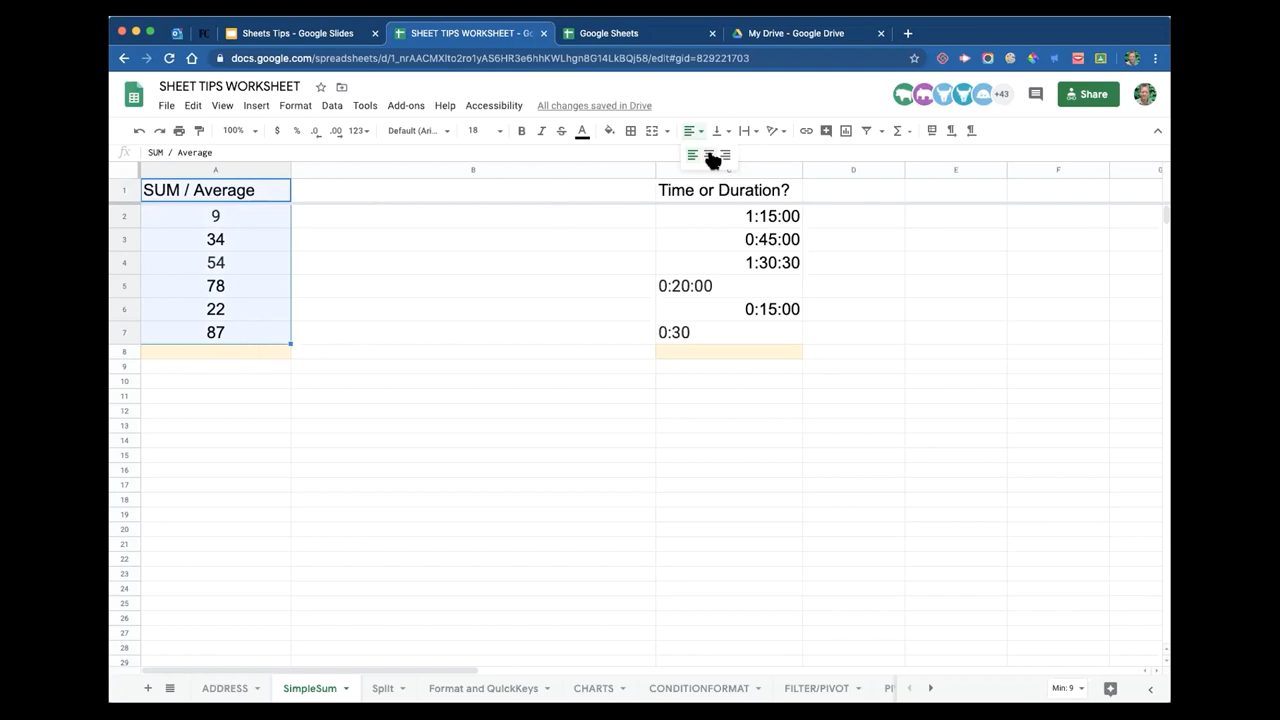 Sheets Tips - Google Slides
SHEET TIPS WORKSHEET - Go
Google Sheets
My Drive - Google Drive
docs.google.com/spreadsheets/d/1_nrAACMXIto2ro1yAS6HR3e6hhKWLhgn8G14LkBQj58/edit#gid=829221703
SHEET TIPS WORKSHEET
File Edit View Insert Format Data Tools Add-ons Help Accessibility All changes saved in Drive
+43
Share
100% $ % .0 .00 123 Default (Ari... 18 B I S A
fx SUM / Average
A B D E F
1 SUM / Average Time or Duration?
2 9 1:15:00
3 34 0:45:00
4 54 1:30:30
5 78 0:20:00
6 22 0:15:00
7 87 0:30
8
9
10
11
12
13
14
15
16
17
18
19
20
21
22
23
24
25
26
27
28
29
ADDRESS SimpleSum Split Format and QuickKeys CHARTS CONDITIONFORMAT FILTER/PIVOT Min: 9